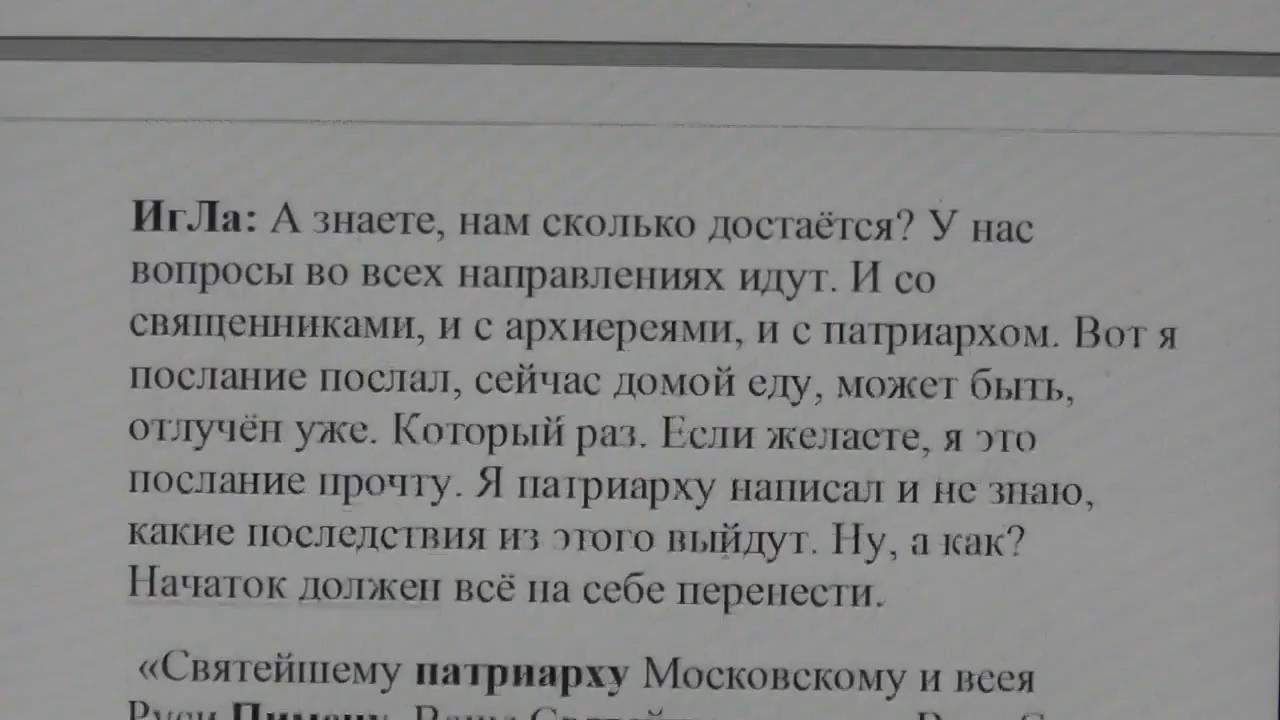 ИгЛа: А знаете, нам сколько достаётся? У нас
вопросы во всех направлениях идут. И со
священниками, и с архиереями, и с патриархом. Вот я
послание послал, сейчас домой еду, может быть,
отлучён уже. Который раз. Если желаете, я это
послание прочту. Я патриарху написал и не знаю,
какие последствия из этого выйдут. Ну, а как?
Начаток должен всё на себе перенести.
«Святейшему патриарху Московскому и всея
Руси Пимену.